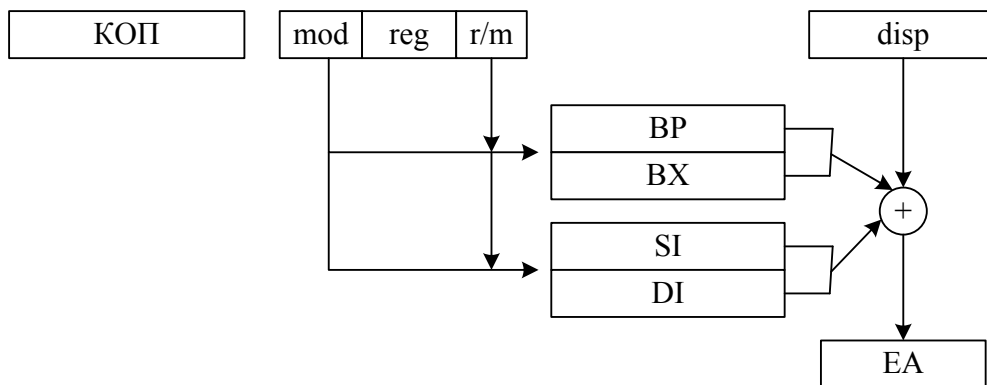 КОП mod reg r/m disp
BP
BX
+
SI
DI
EA